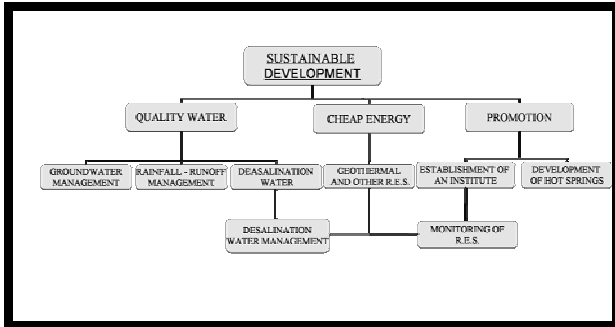 SUSTAINABLE
DEVELOPMENT
QUALITY WATER
CHEAP ENERGY
PROMOTION
GROUNDWATER
MANAGEMENT
RAINFALL - RUNOFF
MANAGEMENT
DEASALINATION
WATER
GEOTHERMAL
AND OTHER R.E.S.
ESTABLISHMENT OF
AN INSTITUTE
DEVELOPMENT
OF HOT SPRINGS
DESALINATION
WATER MANAGEMENT
MONITORING OF
R.E.S.